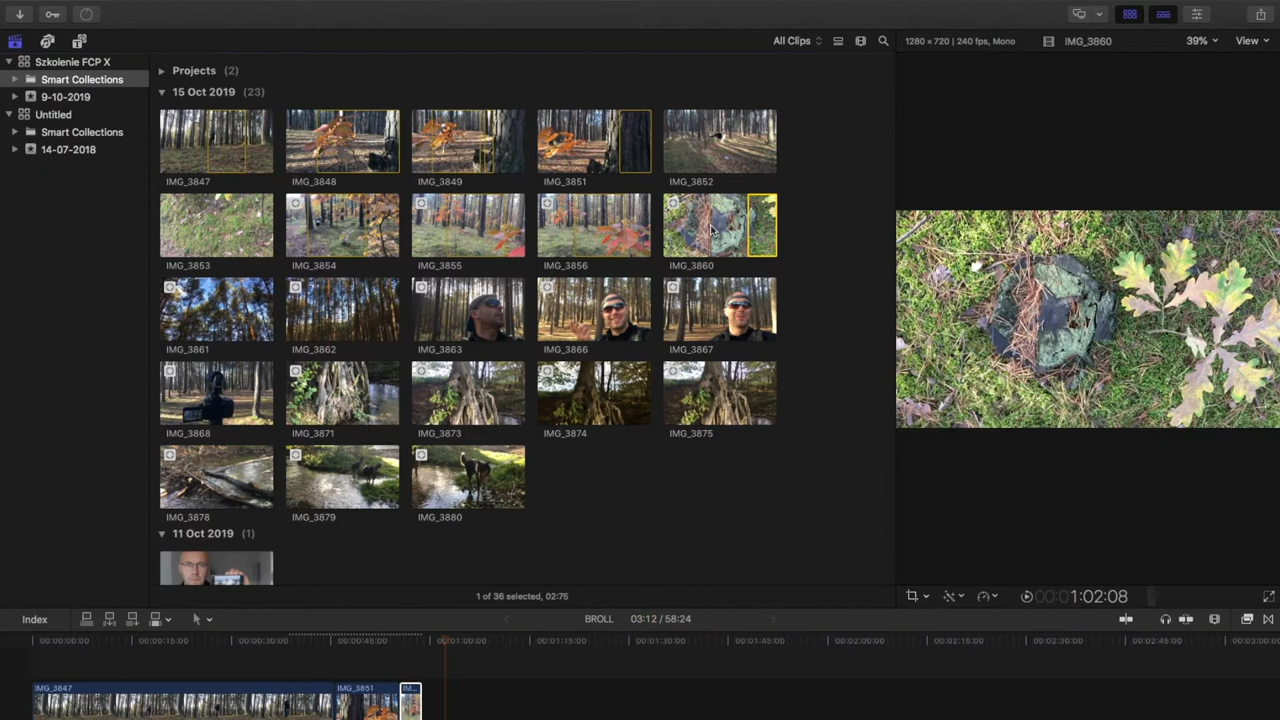 All Clips
1280 x 720 | 240 fps, Mono
IMG_3860
39%
View
Szkolenie FCP X
Smart Collections
9-10-2019
Untitled
Smart Collections
14-07-2018
Projects (2)
15 Oct 2019 (23)
IMG_3847
IMG_3848
IMG_3849
IMG_3851
IMG_3852
IMG_3853
IMG_3854
IMG_3855
IMG_3856
IMG_3860
IMG_3861
IMG_3862
IMG_3863
IMG_3866
IMG_3867
IMG_3868
IMG_3871
IMG_3873
IMG_3874
IMG_3875
IMG_3878
IMG_3879
IMG_3880
11 Oct 2019 (1)
1 of 36 selected, 02:75
00:00:01:02:08
Index
BROLL
03:12 / 58:24
00:00:00:00
00:00:15:00
00:00:30:00
00:00:45:00
00:01:00:00
00:01:15:00
00:01:30:00
00:01:45:00
00:02:00:00
00:02:15:00
00:02:30:00
00:02:45:00
00:03:00:00
IMG_3847
IMG_3851
IM...